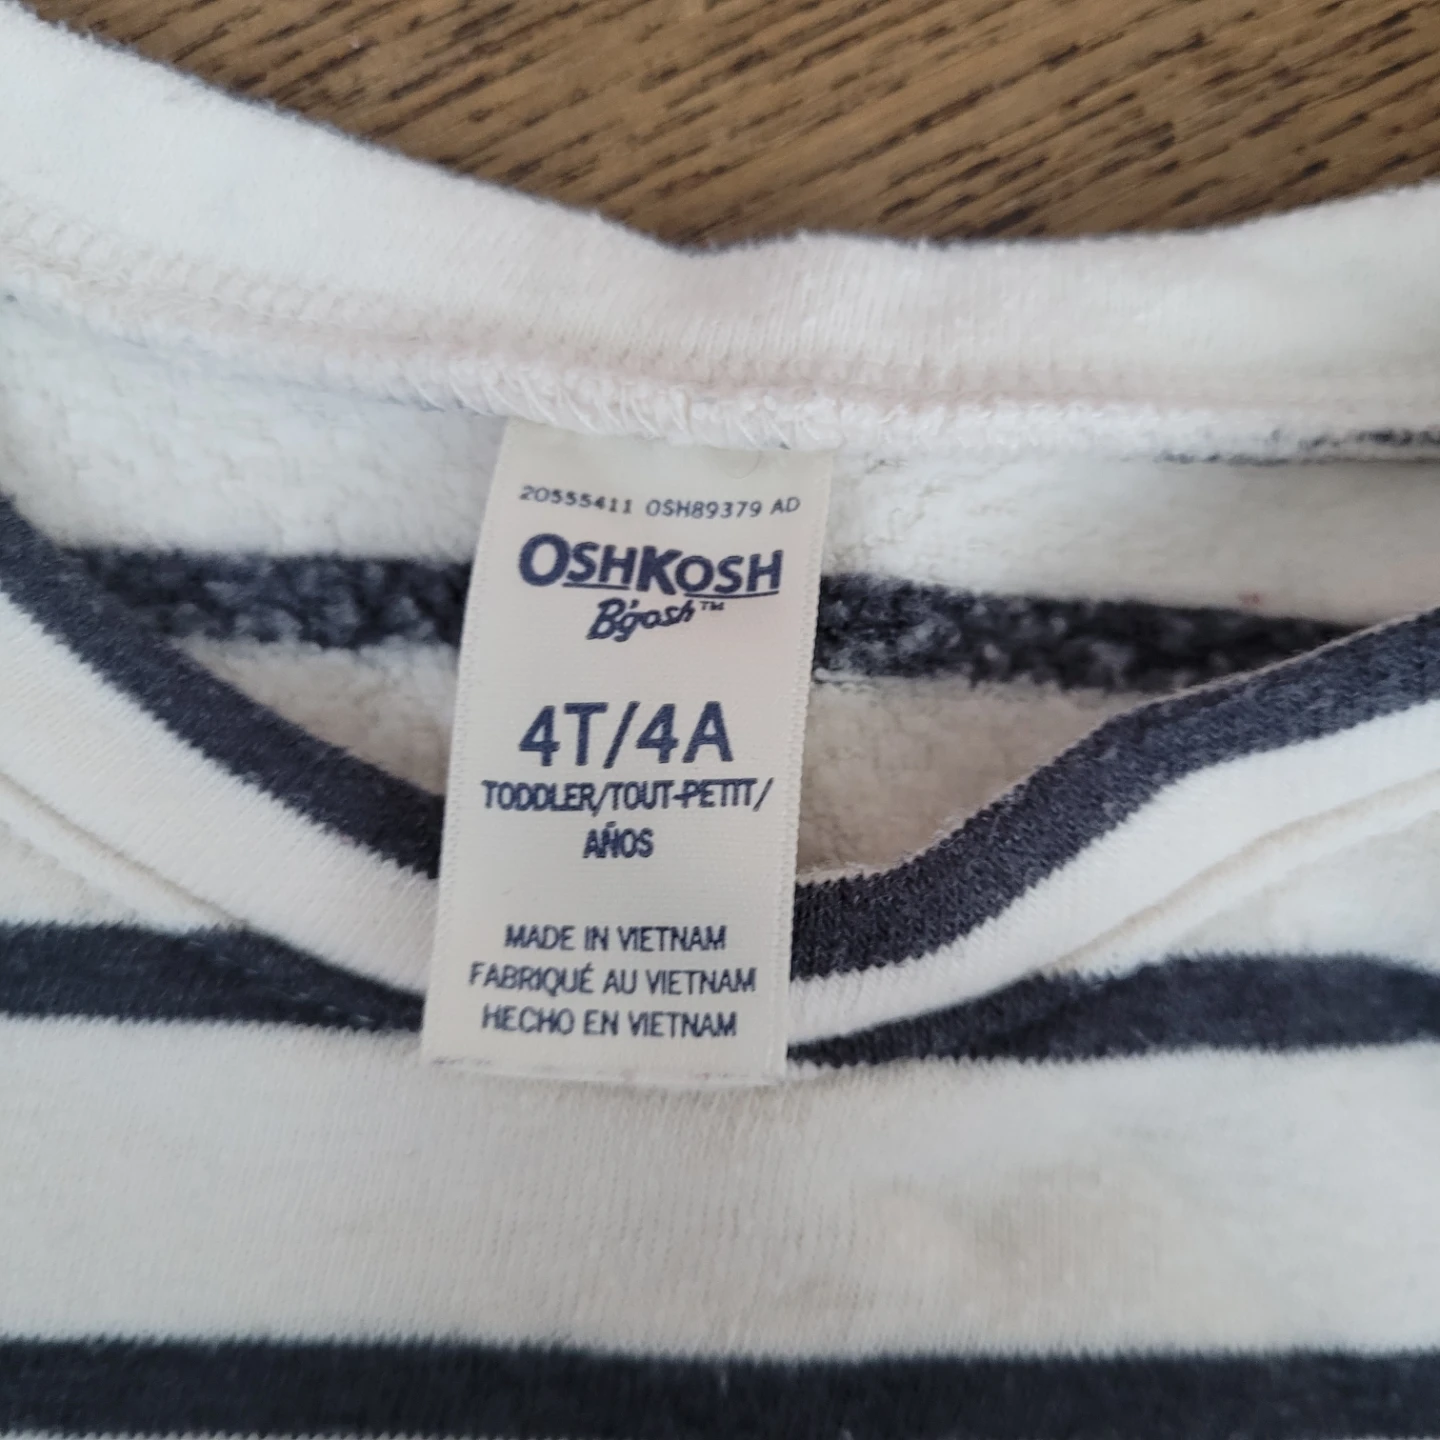 20555411 OSH89379 AD
OSHKOSH
B'gosh™
4T/4A
TODDLER/TOUT-PETIT/
AÑOS
MADE IN VIETNAM
FABRIQUÉ AU VIETNAM
HECHO EN VIETNAM